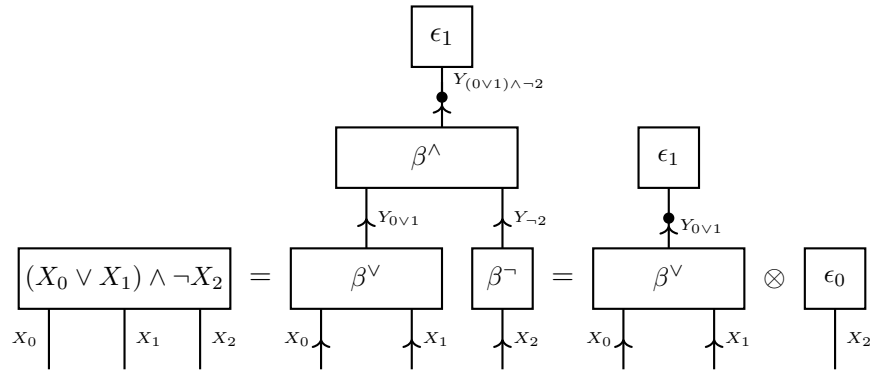 ϵ₁
Y₍₀∨₁₎∧¬₂
β^∧ ϵ₁
Y₀∨₁ Y¬₂ Y₀∨₁
(X₀ ∨ X₁) ∧ ¬X₂ = β^∨ β^¬ = β^∨ ⊗ ϵ₀
X₀ X₁ X₂ X₀ X₁ X₂ X₀ X₁ X₂